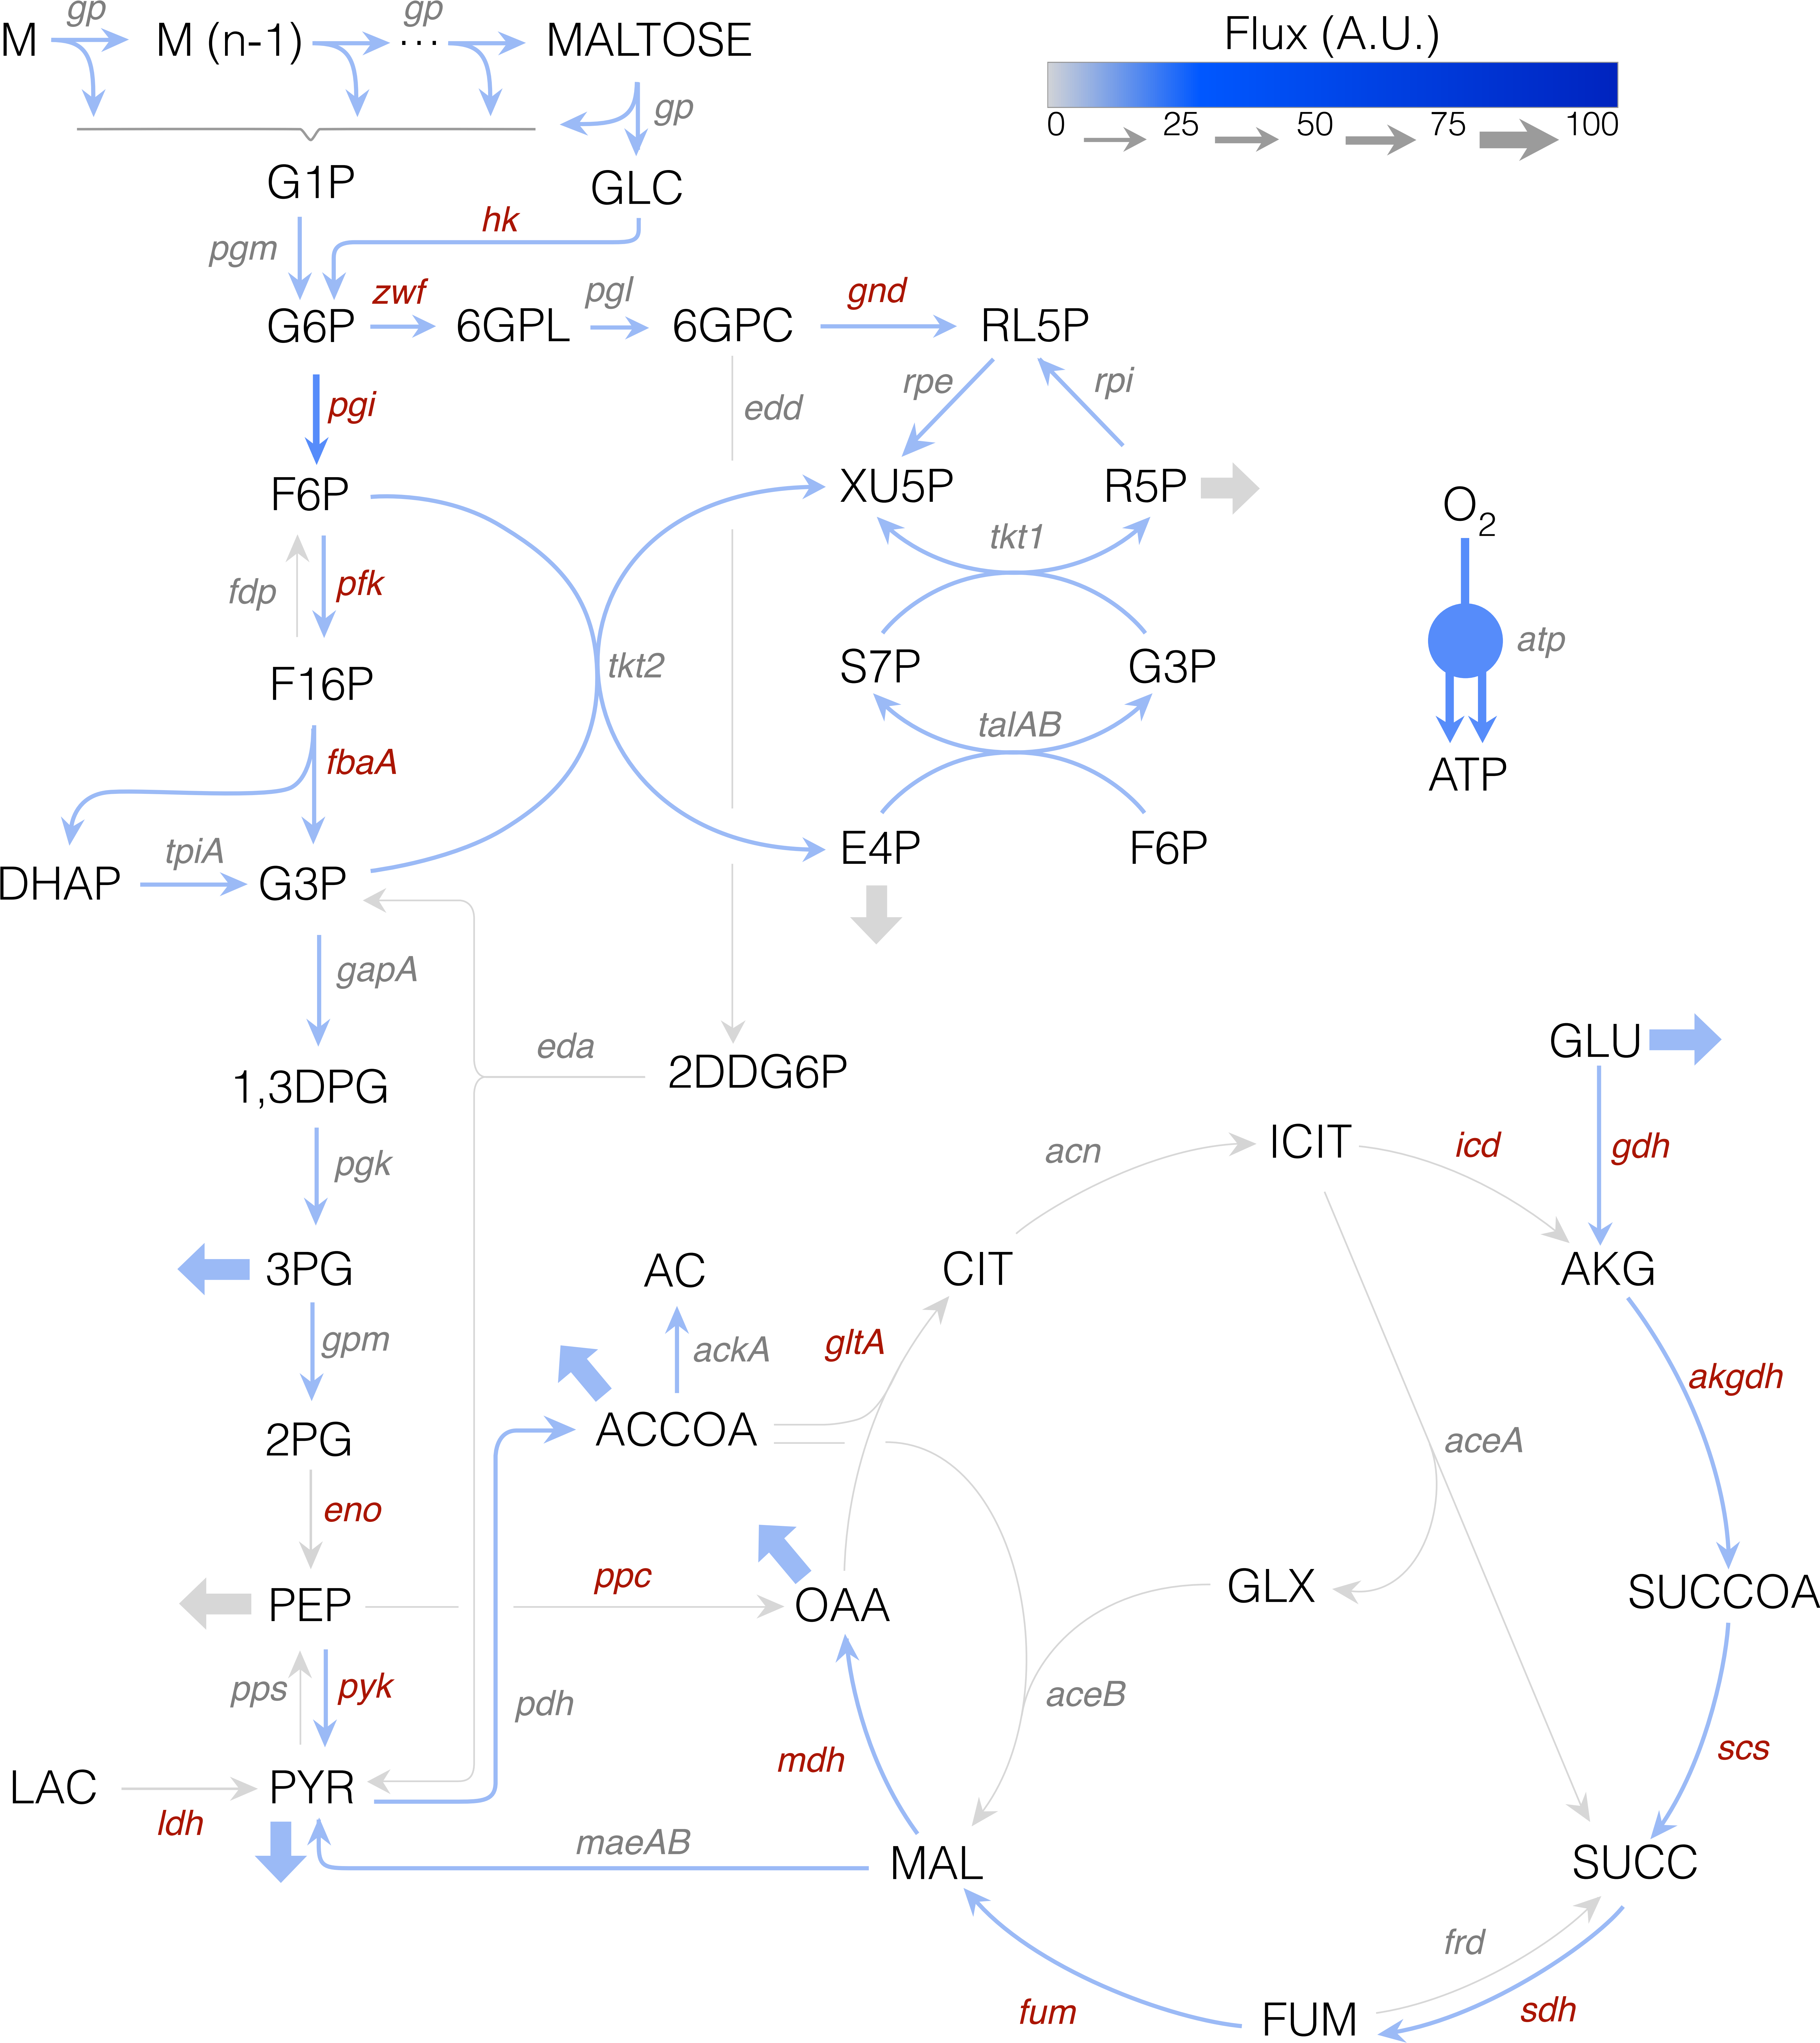 gp
gp
Flux (A.U.)
M
M (n-1)
...
MALTOSE
gp
0
25
50
75
100
G1P
GLC
hk
pgm
zwf
pgl
gnd
G6P
6GPL
6GPC
RL5P
pgi
rpe
rpi
edd
F6P
XU5P
R5P
O2
tkt1
fdp
pfk
atp
tkt2
S7P
G3P
F16P
talAB
fbaA
ATP
tpiA
E4P
F6P
DHAP
G3P
gapA
GLU
eda
1,3DPG
2DDG6P
acn
ICIT
icd
gdh
pgk
3PG
AC
CIT
AKG
gpm
ackA
gltA
akgdh
2PG
ACCOA
aceA
eno
ppc
GLX
SUCCOA
PEP
OAA
pps
pyk
pdh
aceB
mdh
scs
LAC
PYR
ldh
maeAB
MAL
SUCC
frd
fum
FUM
sdh